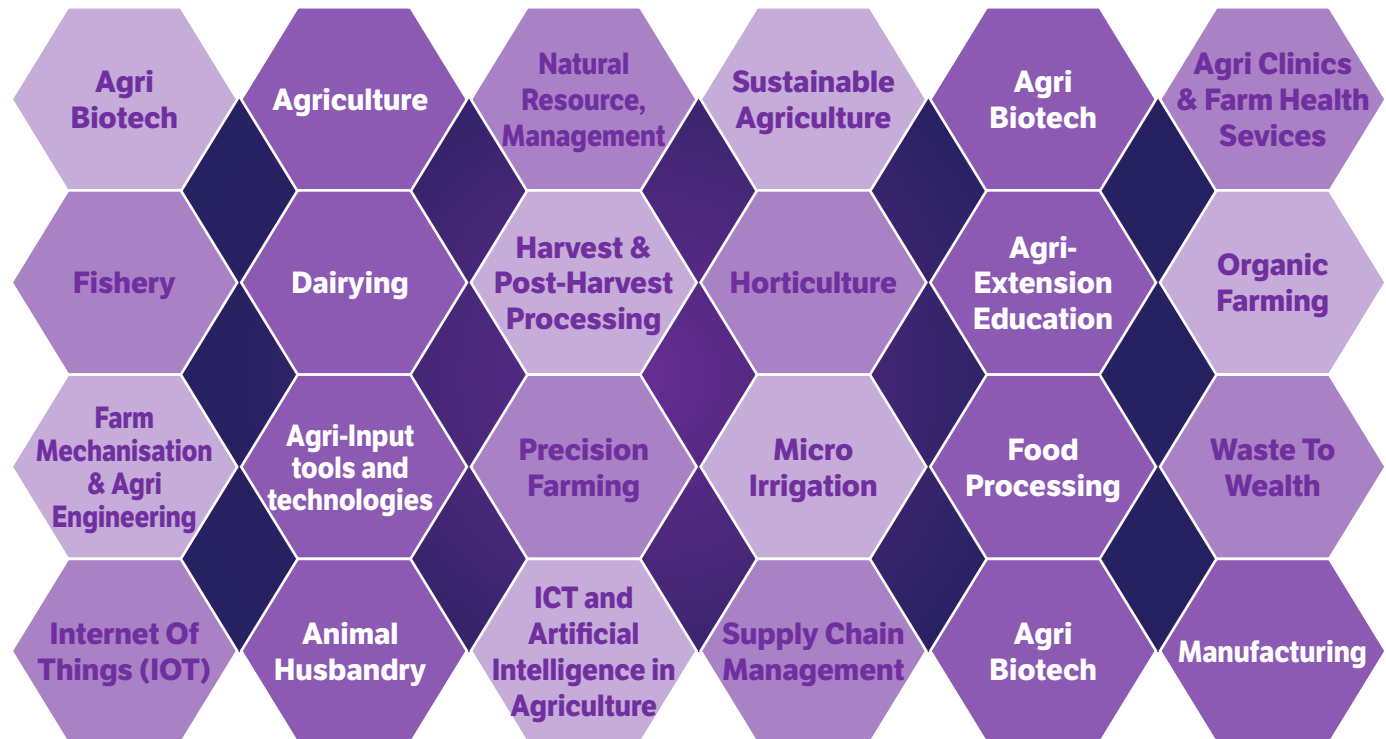 Agri
Biotech
Agriculture
Natural
Resource,
Management
Sustainable
Agriculture
Agri
Biotech
Agri Clinics
& Farm Health
Sevices
Fishery
Dairying
Harvest &
Post-Harvest
Processing
Horticulture
Agri-
Extension
Education
Organic
Farming
Farm
Mechanisation
& Agri
Engineering
Agri-Input
tools and
technologies
Precision
Farming
Micro
Irrigation
Food
Processing
Waste To
Wealth
Internet Of
Things (IOT)
Animal
Husbandry
ICT and
Artificial
Intelligence in
Agriculture
Supply Chain
Management
Agri
Biotech
Manufacturing